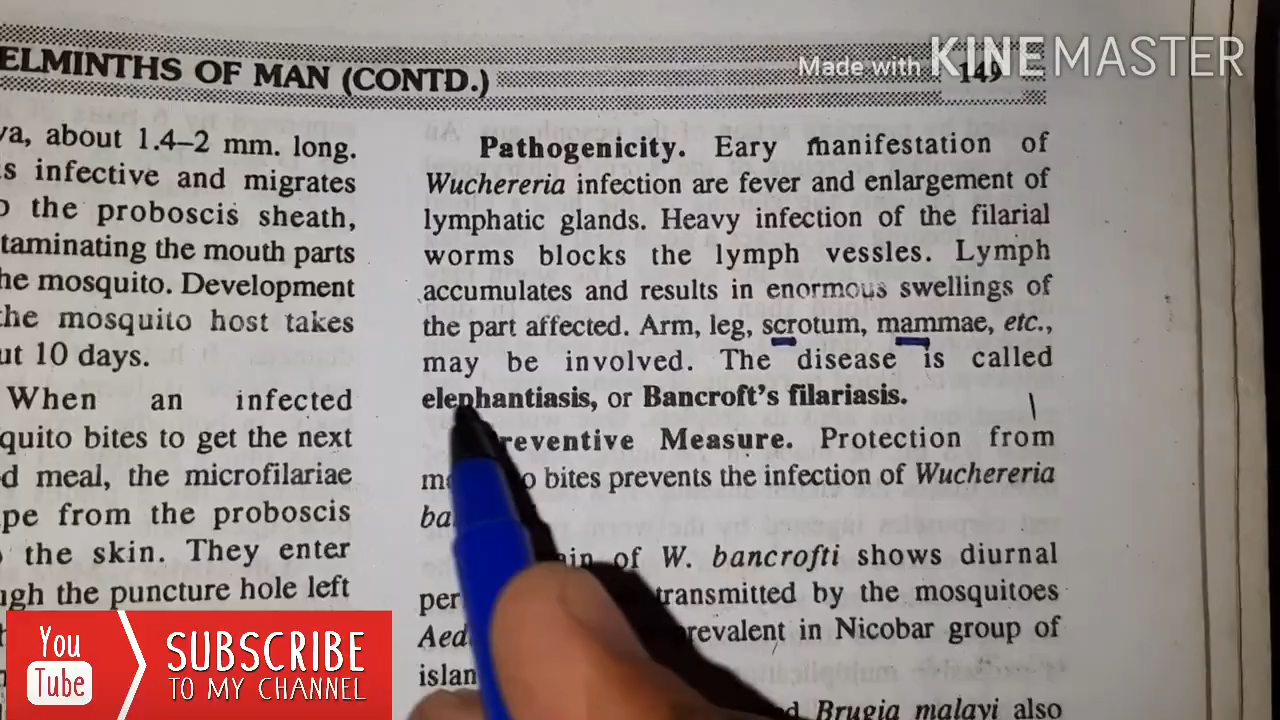 ELMINTHS OF MAN (CONTD.)
149
Made with KINEMASTER
va, about 1.4–2 mm. long.
s infective and migrates
o the proboscis sheath,
taminating the mouth parts
he mosquito. Development
the mosquito host takes
ut 10 days.
When an infected
quito bites to get the next
d meal, the microfilariae
pe from the proboscis
the skin. They enter
ugh the puncture hole left
Pathogenicity. Eary manifestation of
Wuchereria infection are fever and enlargement of
lymphatic glands. Heavy infection of the filarial
worms blocks the lymph vessles. Lymph
accumulates and results in enormous swellings of
the part affected. Arm, leg, scrotum, mammae, etc.,
may be involved. The disease is called
elephantiasis, or Bancroft's filariasis.
reventive Measure. Protection from
o bites prevents the infection of Wuchereria
ba
ain of W. bancrofti shows diurnal
per transmitted by the mosquitoes
Aed revalent in Nicobar group of
islan
d Brugia malayi also
You
Tube
SUBSCRIBE
TO MY CHANNEL